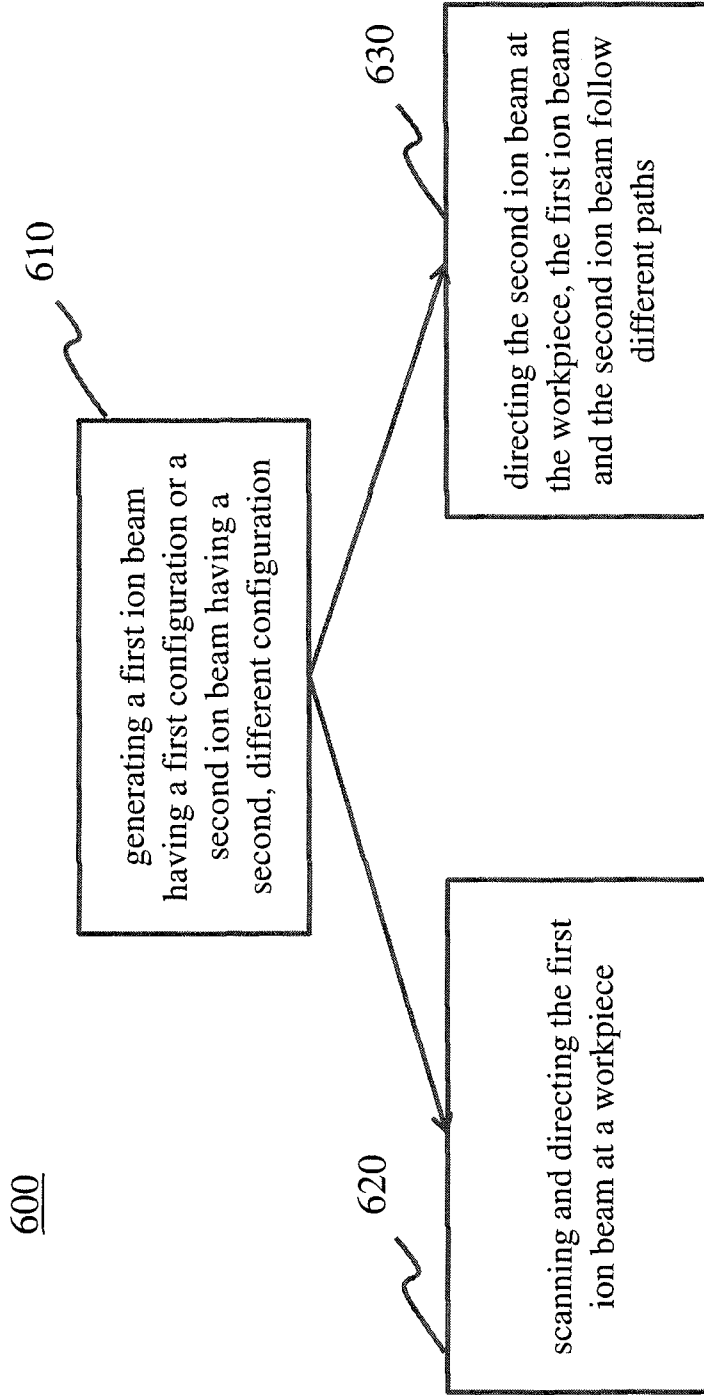 600
610
generating a first ion beam
having a first configuration or a
second ion beam having a
second, different configuration
620
scanning and directing the first
ion beam at a workpiece
630
directing the second ion beam at
the workpiece, the first ion beam
and the second ion beam follow
different paths